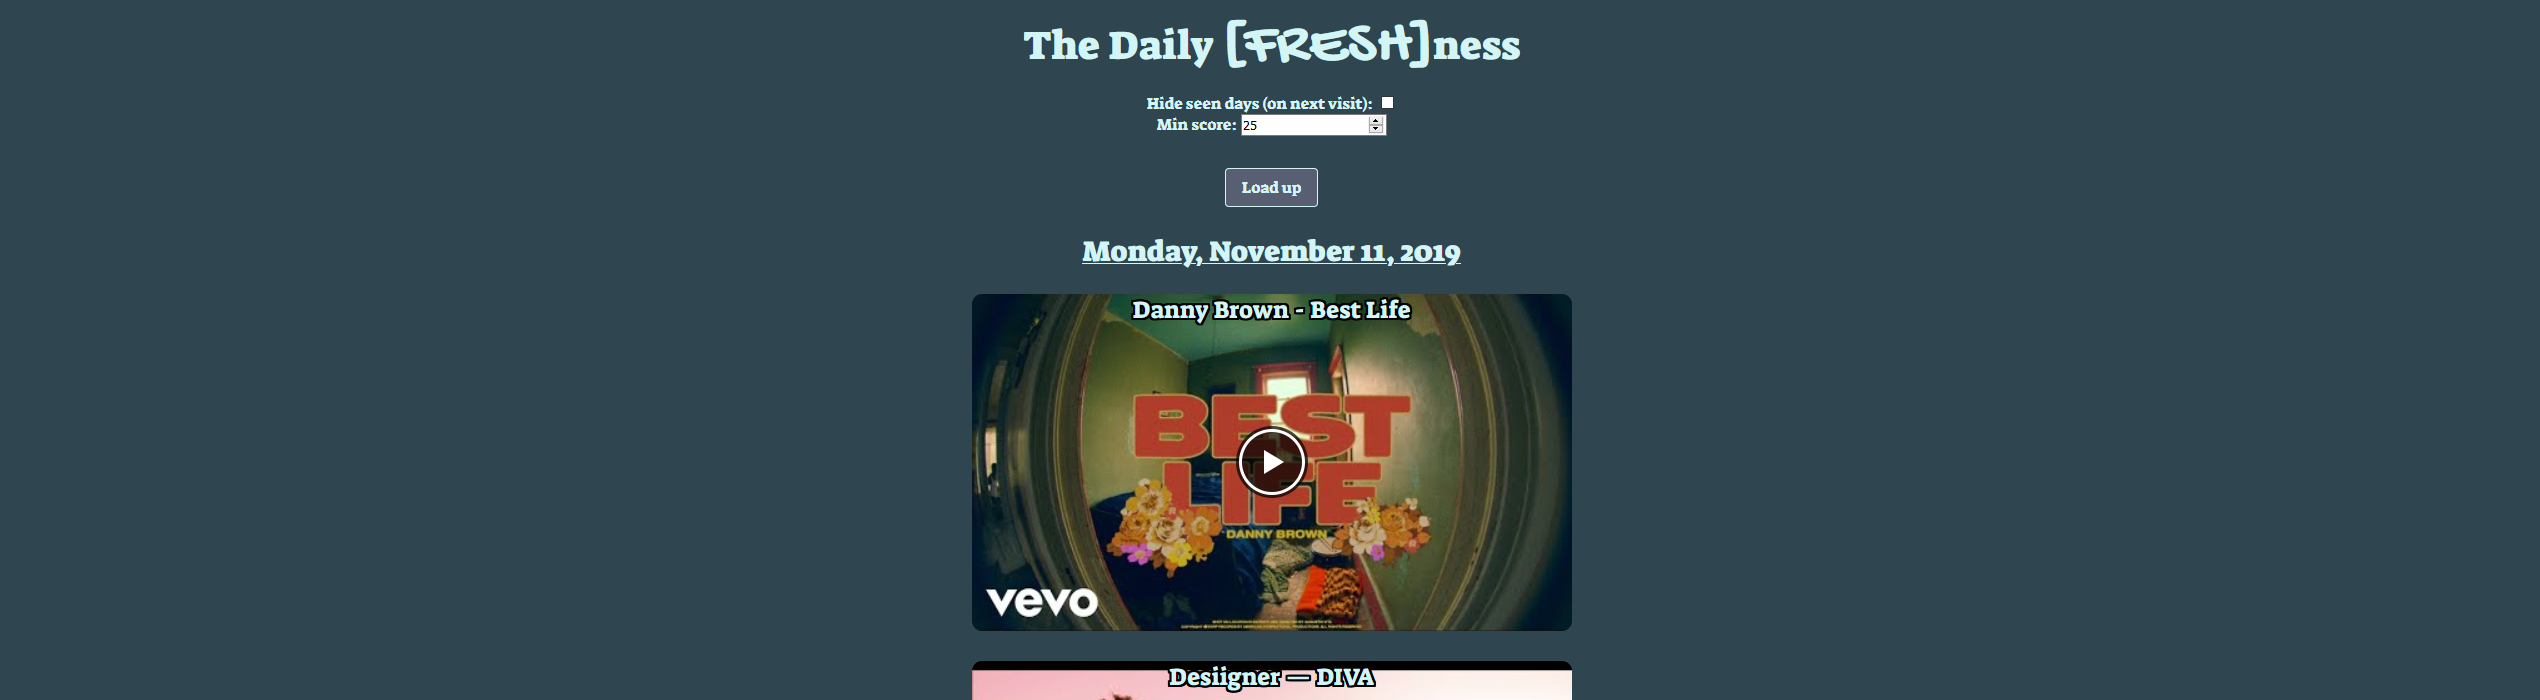 The Daily [FRESH]ness
Hide seen days (on next visit):
Min score: 25
Load up
Monday, November 11, 2019
Danny Brown - Best Life
BEST
LIFE
DANNY BROWN
vevo
Desiigner — DIVA